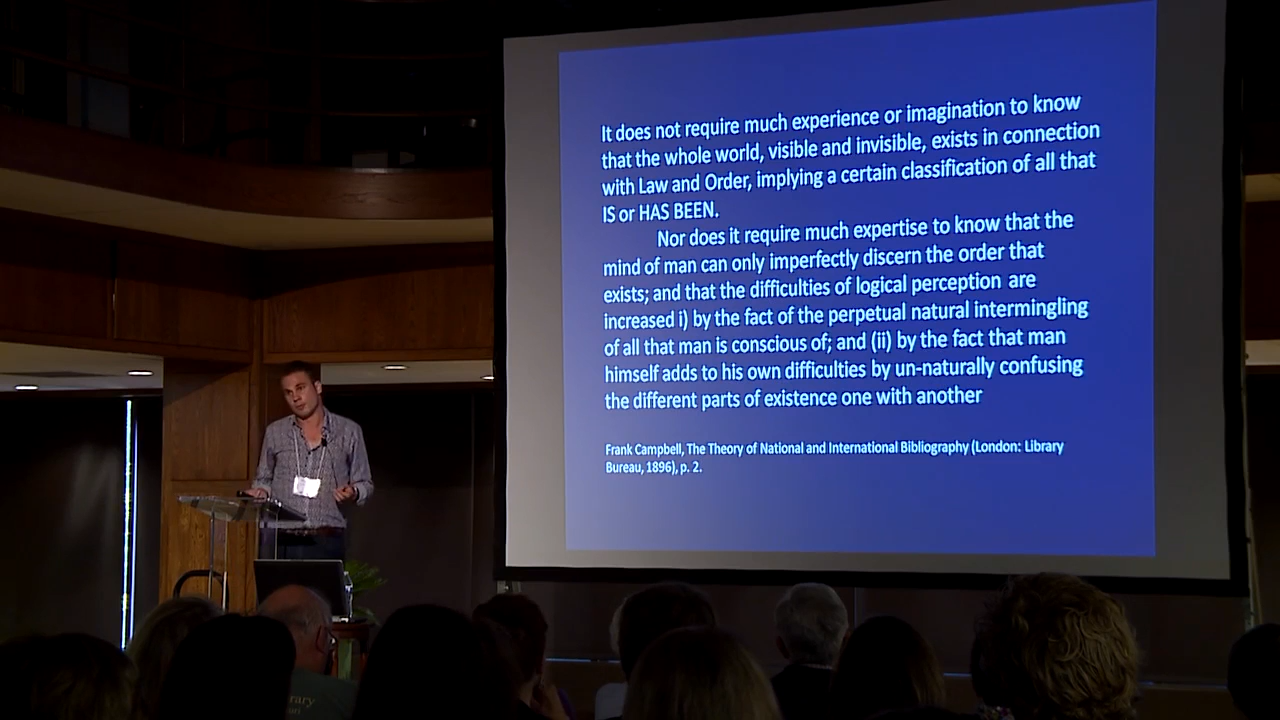 It does not require much experience or imagination to know
that the whole world, visible and invisible, exists in connection
with Law and Order, implying a certain classification of all that
IS or HAS BEEN.
Nor does it require much expertise to know that the
mind of man can only imperfectly discern the order that
exists; and that the difficulties of logical perception are
increased i) by the fact of the perpetual natural intermingling
of all that man is conscious of; and (ii) by the fact that man
himself adds to his own difficulties by un-naturally confusing
the different parts of existence one with another
Frank Campbell, The Theory of National and International Bibliography (London: Library
Bureau, 1896), p. 2.